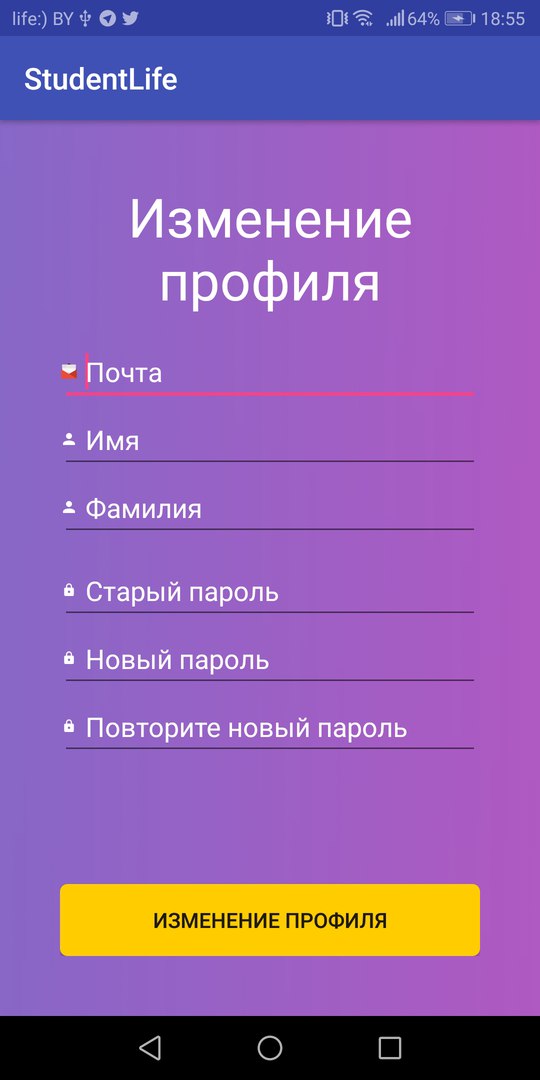 life:) BY 64% 18:55
StudentLife
Изменение
профиля
Почта
Имя
Фамилия
Старый пароль
Новый пароль
Повторите новый пароль
ИЗМЕНЕНИЕ ПРОФИЛЯ